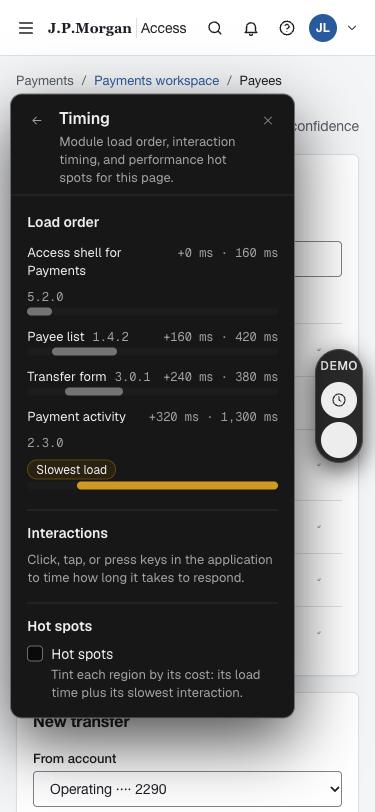 J.P.Morgan Access JL
Payments / Payments workspace / Payees
confidence
Timing
Module load order, interaction
timing, and performance hot
spots for this page.
Load order
Access shell for +0 ms · 160 ms
Payments
5.2.0
Payee list 1.4.2 +160 ms · 420 ms
Transfer form 3.0.1 +240 ms · 380 ms
Payment activity +320 ms · 1,300 ms
2.3.0
Slowest load
DEMO
Interactions
Click, tap, or press keys in the application
to time how long it takes to respond.
Hot spots
Hot spots
Tint each region by its cost: its load
time plus its slowest interaction.
New transfer
From account
Operating ···· 2290